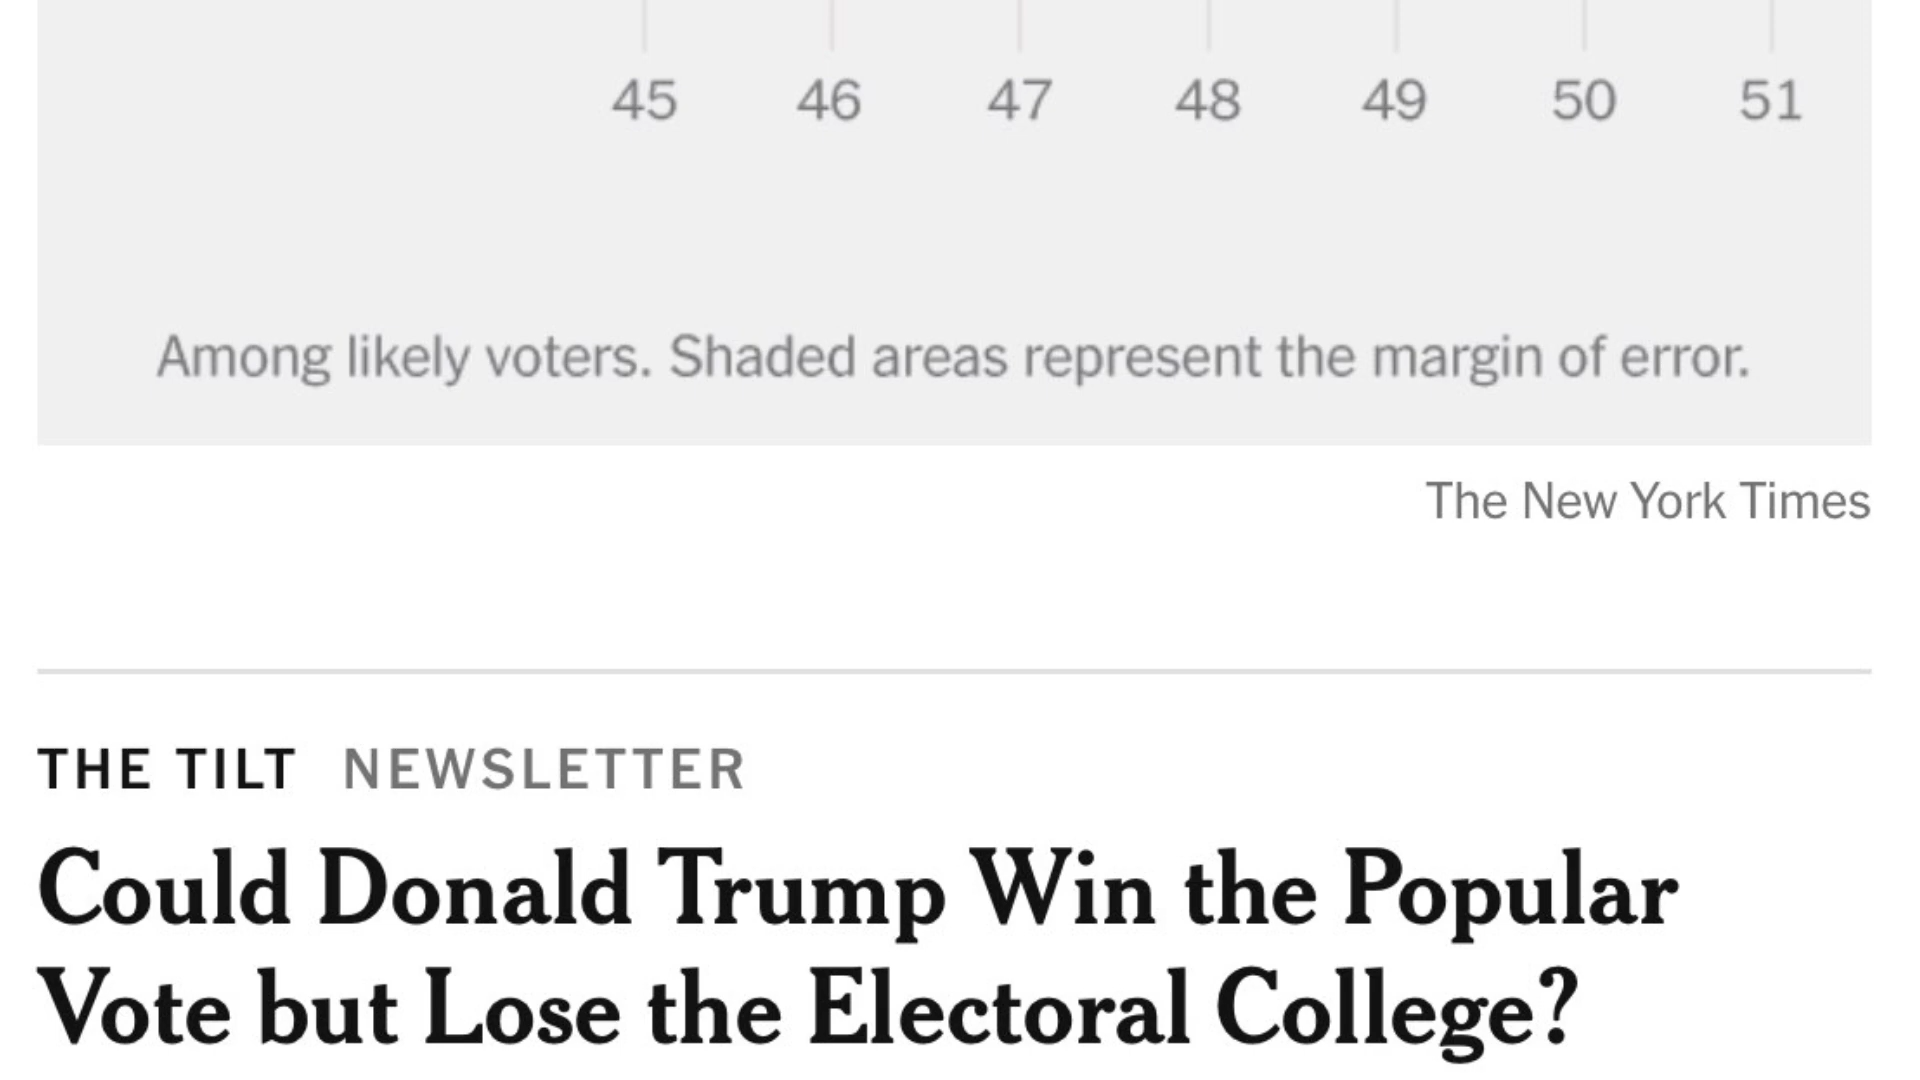 45 46 47 48 49 50 51
Among likely voters. Shaded areas represent the margin of error.
The New York Times
THE TILT NEWSLETTER
Could Donald Trump Win the Popular
Vote but Lose the Electoral College?